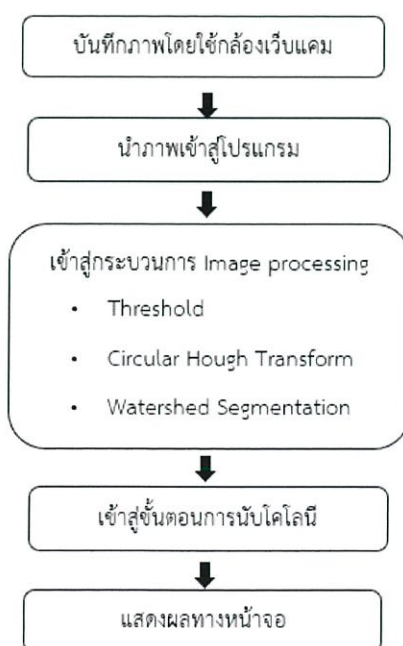 บันทึกภาพโดยใช้กล้องเว็บแคม
นำภาพเข้าสู่โปรแกรม
เข้าสู่กระบวนการ Image processing
• Threshold
• Circular Hough Transform
• Watershed Segmentation
เข้าสู่ขั้นตอนการนับโคโลนี
แสดงผลทางหน้าจอ